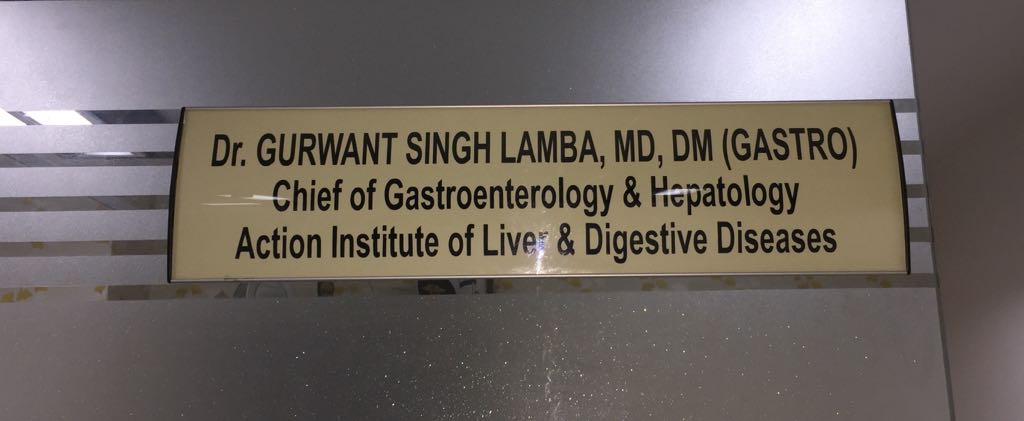 Dr. GURWANT SINGH LAMBA, MD, DM (GASTRO)
Chief of Gastroenterology & Hepatology
Action Institute of Liver & Digestive Diseases